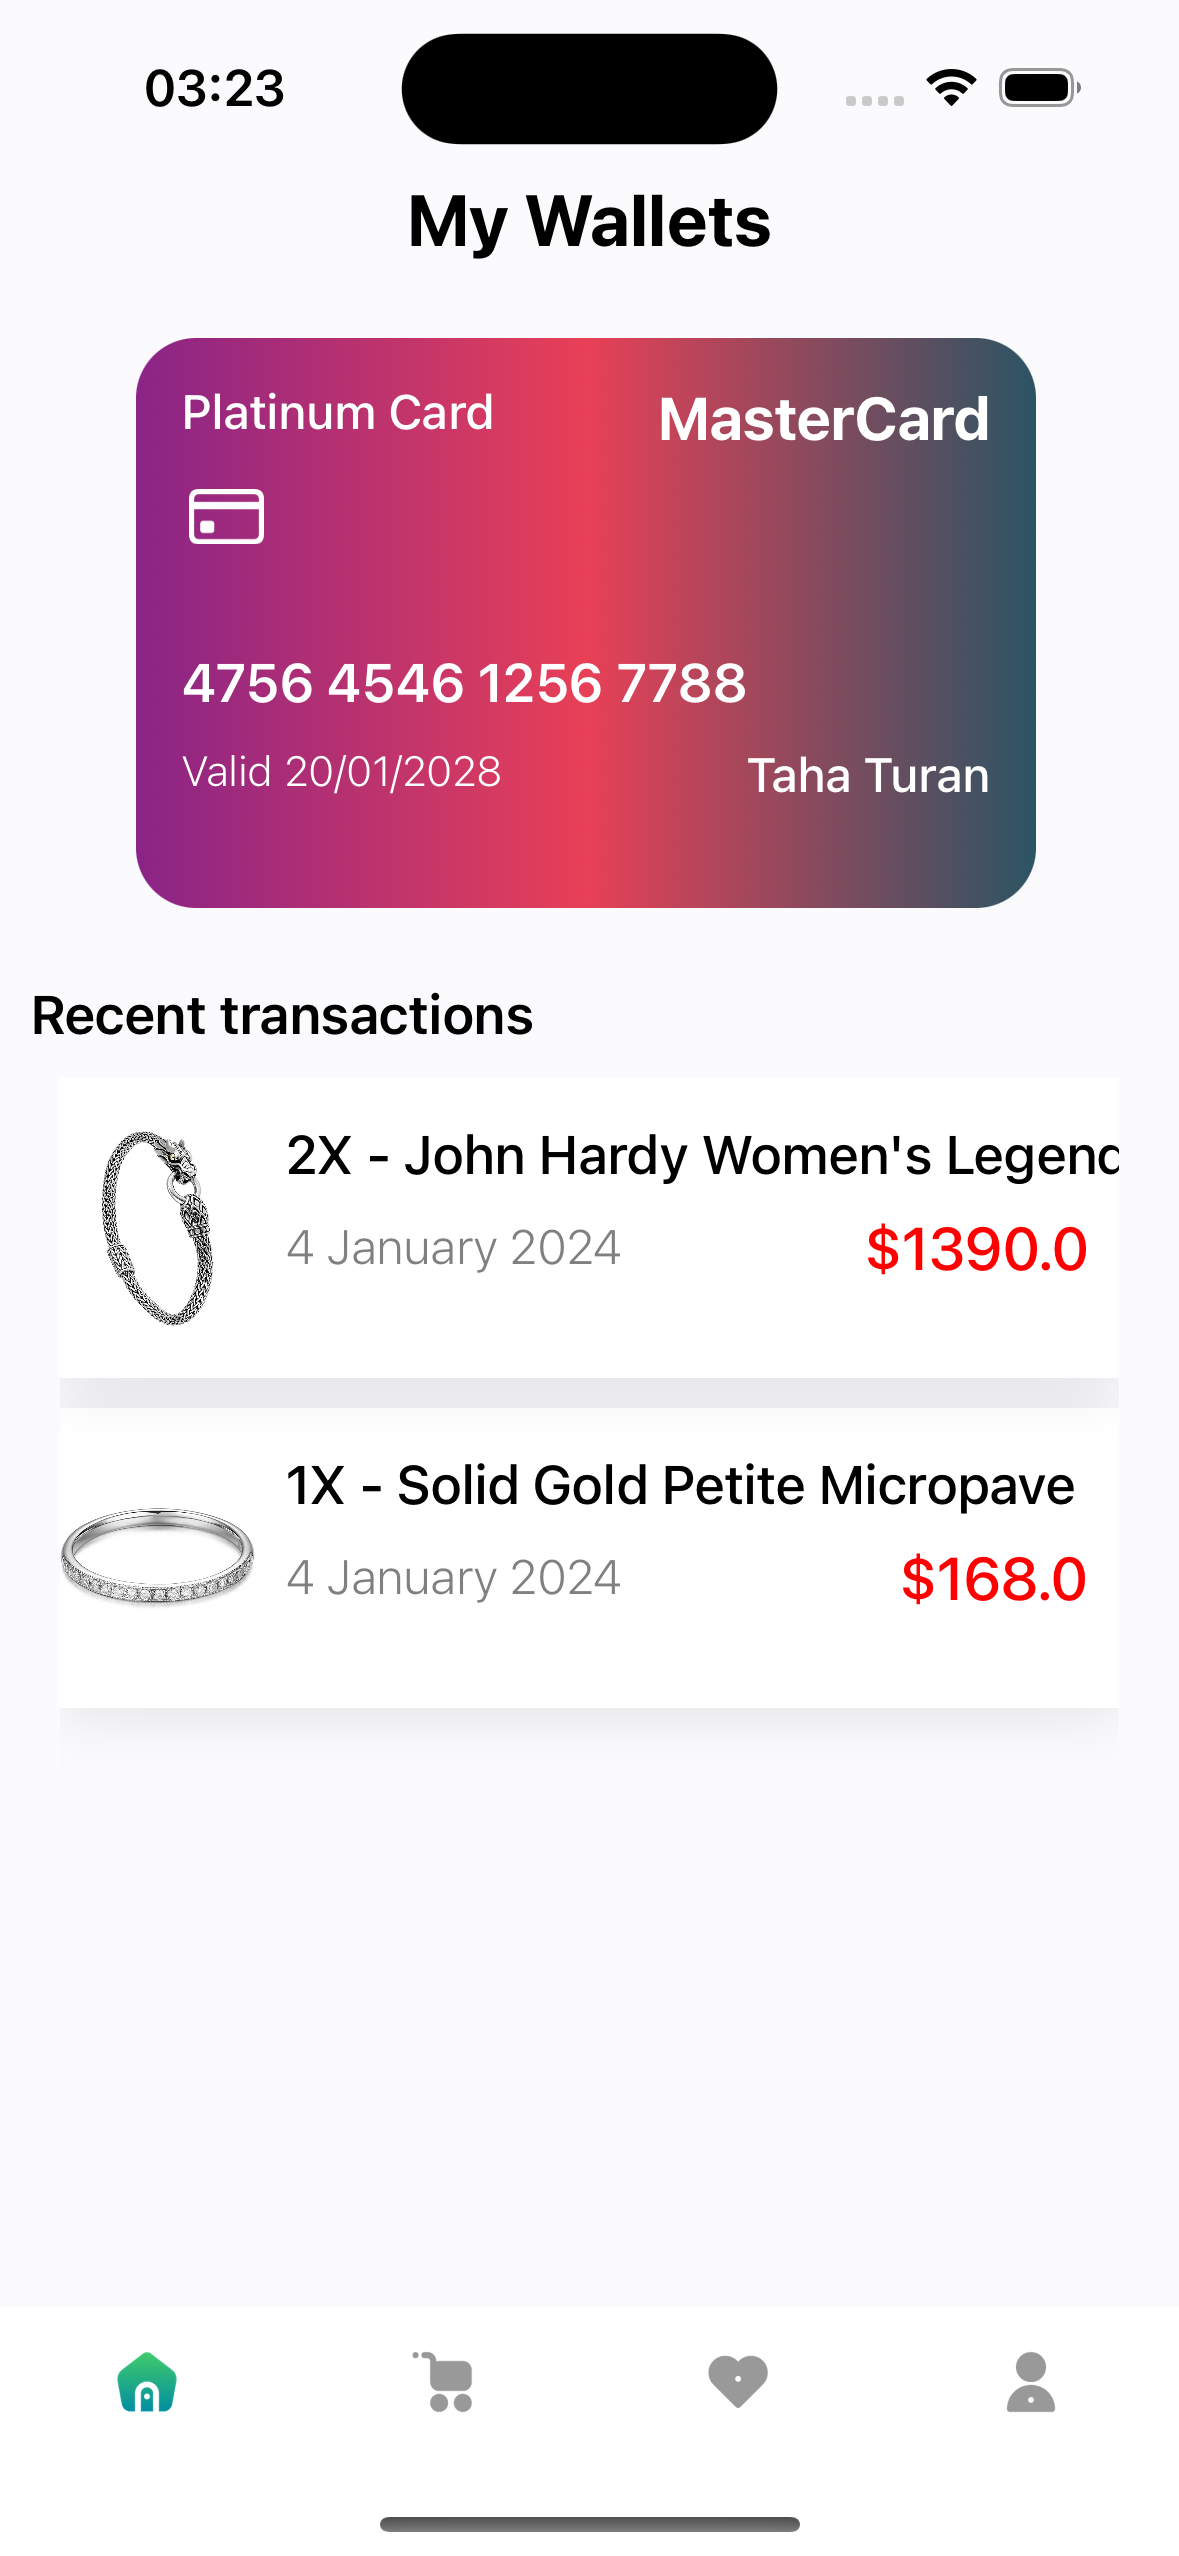 03:23
My Wallets
Platinum Card
MasterCard
4756 4546 1256 7788
Valid 20/01/2028
Taha Turan
Recent transactions
2X - John Hardy Women's Legend
4 January 2024
$1390.0
1X - Solid Gold Petite Micropave
4 January 2024
$168.0